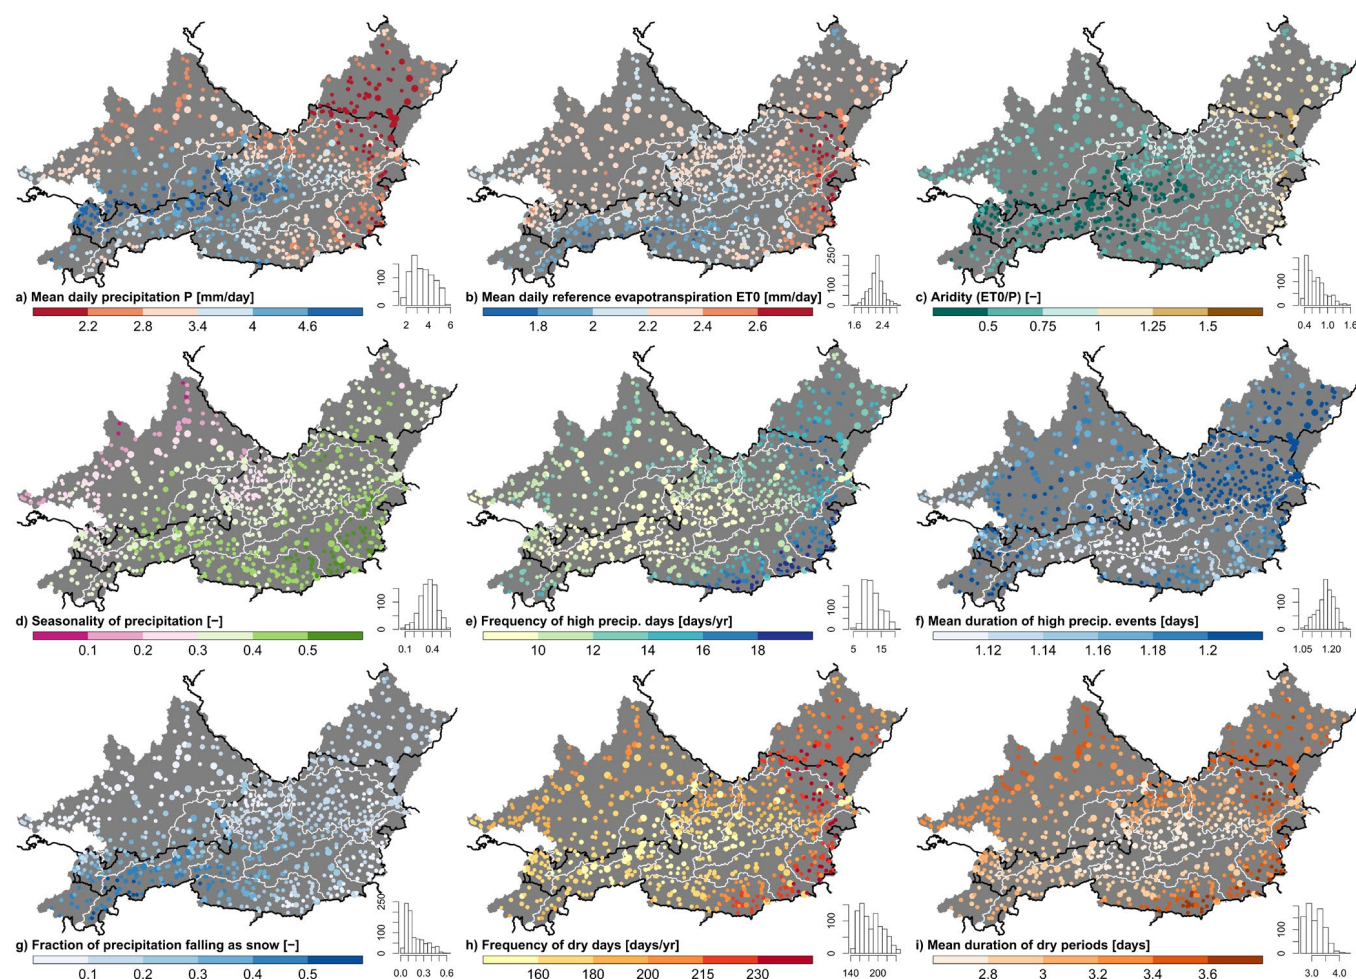 a) Mean daily precipitation P [mm/day]
2.2 2.8 3.4 4 4.6
0 100
2 4 6
b) Mean daily reference evapotranspiration ET0 [mm/day]
1.8 2 2.2 2.4 2.6
0 100 250
1.6 2.4
c) Aridity (ET0/P) [−]
0.5 0.75 1 1.25 1.5
0 100
0.4 1.0 1.6
d) Seasonality of precipitation [−]
0.1 0.2 0.3 0.4 0.5
0 100
0.1 0.4
e) Frequency of high precip. days [days/yr]
10 12 14 16 18
0 100
5 15
f) Mean duration of high precip. events [days]
1.12 1.14 1.16 1.18 1.2
0 100
1.05 1.20
g) Fraction of precipitation falling as snow [−]
0.1 0.2 0.3 0.4 0.5
0 100 250
0.0 0.3 0.6
h) Frequency of dry days [days/yr]
160 180 200 215 230
0 100
140 200
i) Mean duration of dry periods [days]
2.8 3 3.2 3.4 3.6
0 100
3.0 4.0